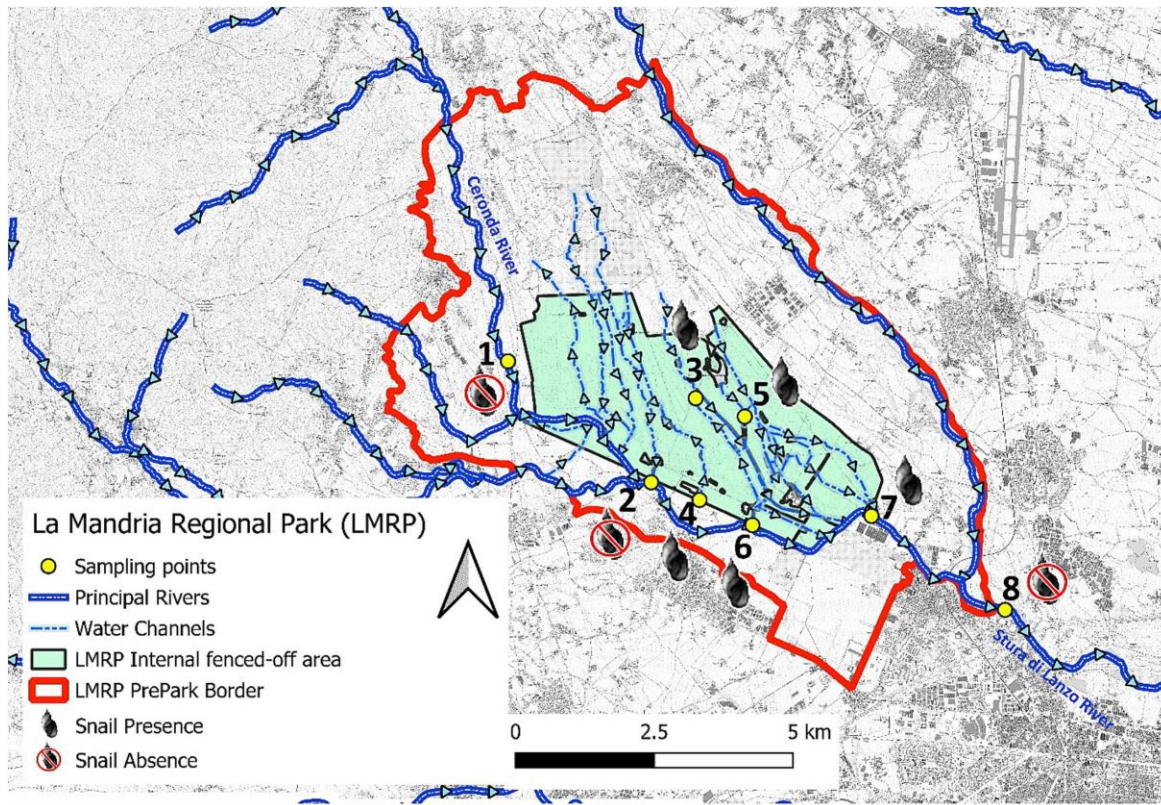 Ceronda River
1
3
5
2
4
6
7
8
Stura di Lanzo River
La Mandria Regional Park (LMRP)
Sampling points
Principal Rivers
Water Channels
LMRP Internal fenced-off area
LMRP PrePark Border
Snail Presence
Snail Absence
0 2.5 5 km